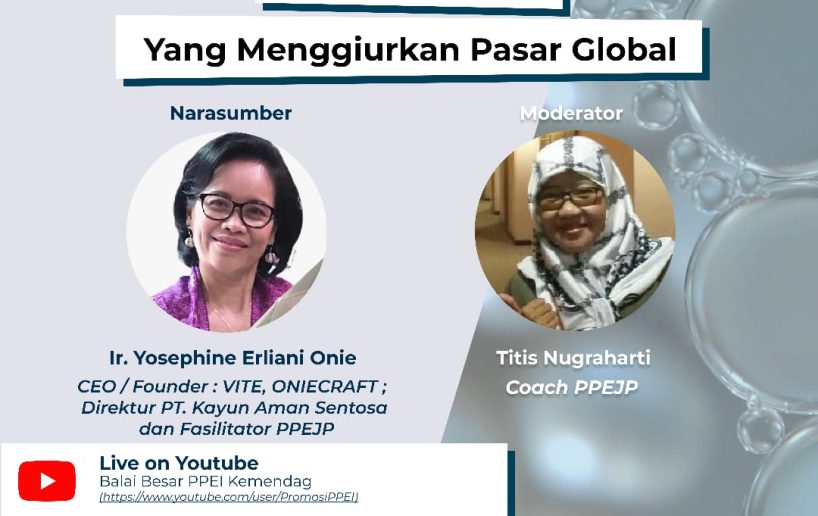 Yang Menggiurkan Pasar Global
Narasumber
Moderator
Ir. Yosephine Erliani Onie
CEO / Founder : VITE, ONIECRAFT ;
Direktur PT. Kayun Aman Sentosa
dan Fasilitator PPEJP
Titis Nugraharti
Coach PPEJP
Live on Youtube
Balai Besar PPEI Kemendag
(https://www.youtube.com/user/PromosiPPEI)